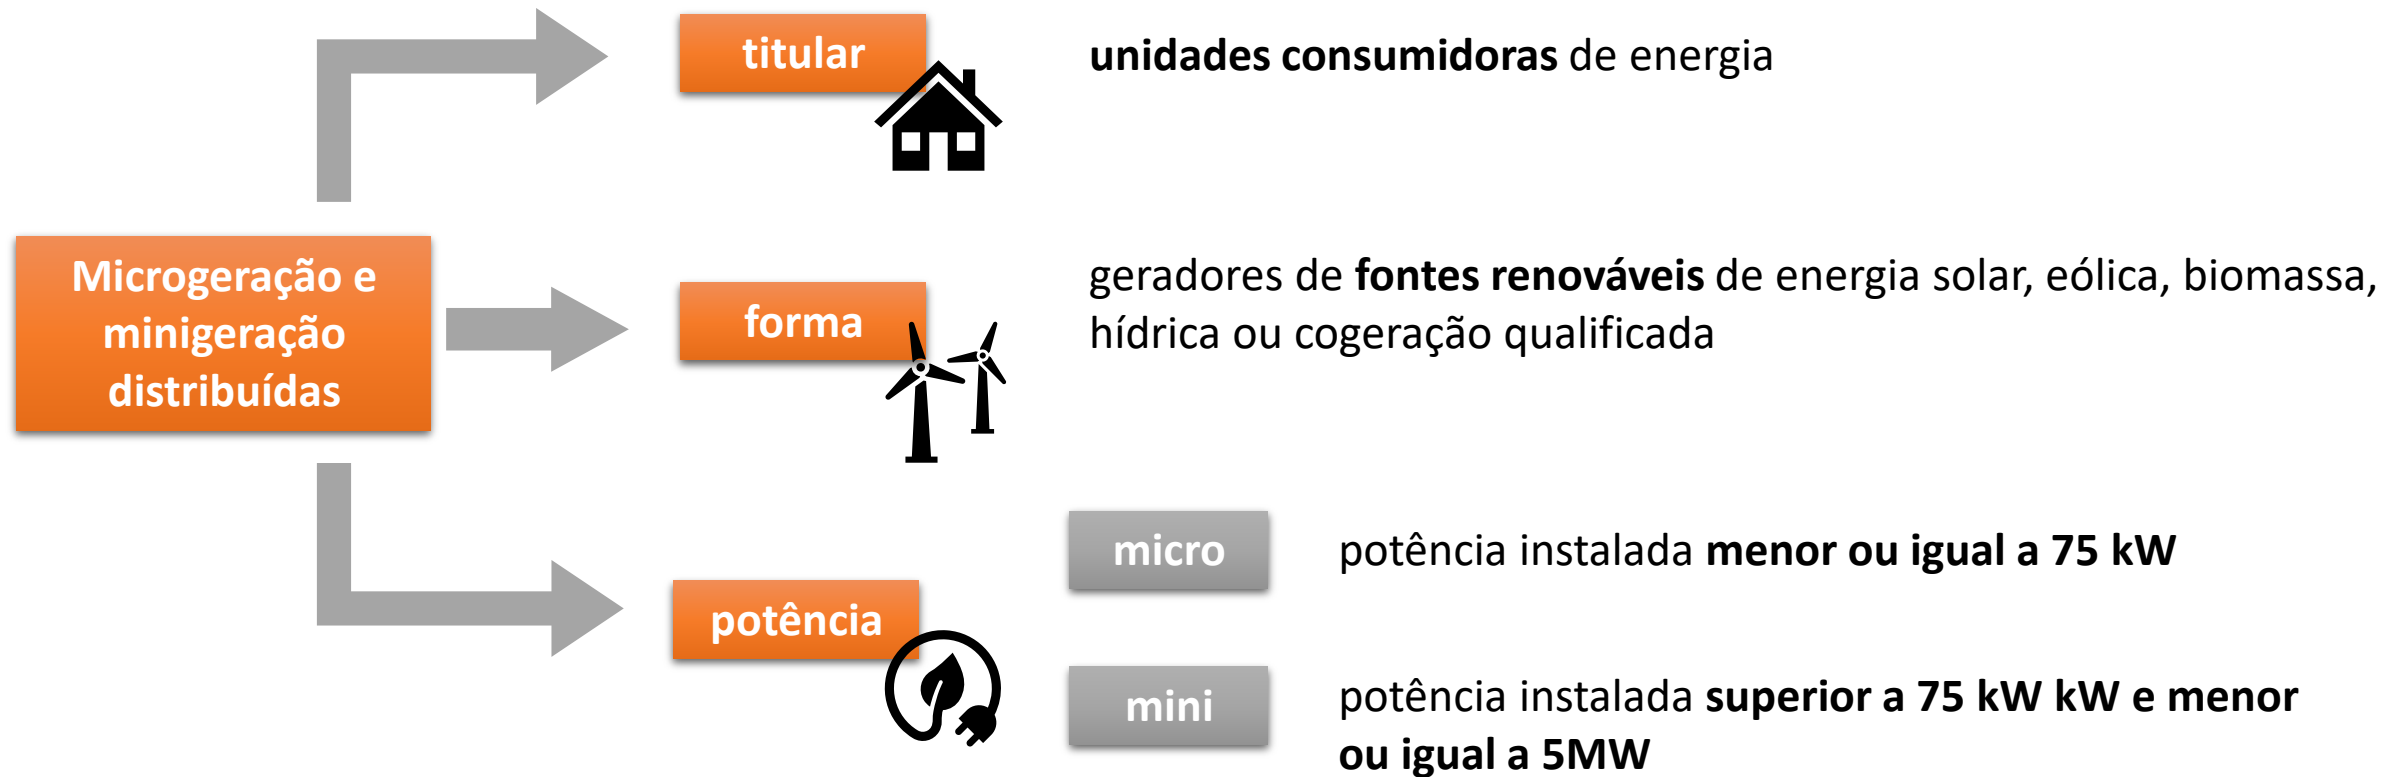 titular
unidades consumidoras de energia
Microgeração e
minigeração
distribuídas
forma
geradores de fontes renováveis de energia solar, eólica, biomassa,
hídrica ou cogeração qualificada
potência
micro
potência instalada menor ou igual a 75 kW
mini
potência instalada superior a 75 kW kW e menor
ou igual a 5MW